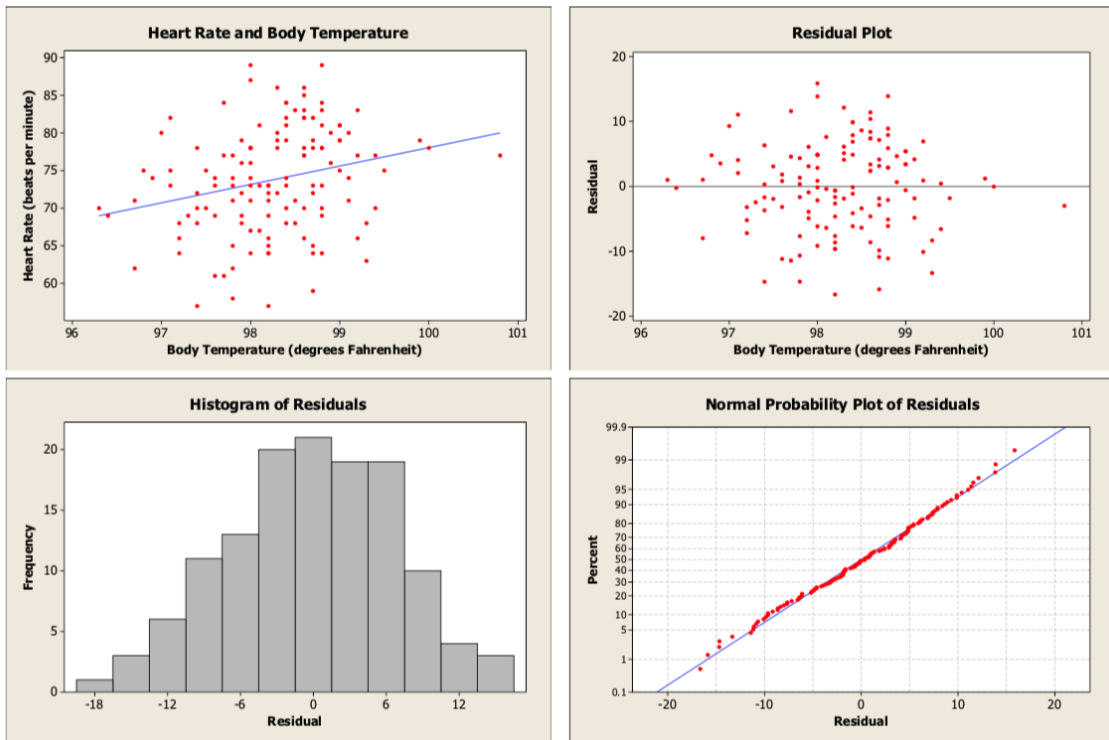 Heart Rate and Body Temperature
90
85
80
75
70
65
60
Heart Rate (beats per minute)
96 97 98 99 100 101
Body Temperature (degrees Fahrenheit)
Residual Plot
20
10
0
-10
-20
Residual
96 97 98 99 100 101
Body Temperature (degrees Fahrenheit)
Histogram of Residuals
20
15
10
5
0
Frequency
-18 -12 -6 0 6 12
Residual
Normal Probability Plot of Residuals
99.9
99
95
90
80
70
60
50
40
30
20
10
5
1
0.1
Percent
-20 -10 0 10 20
Residual